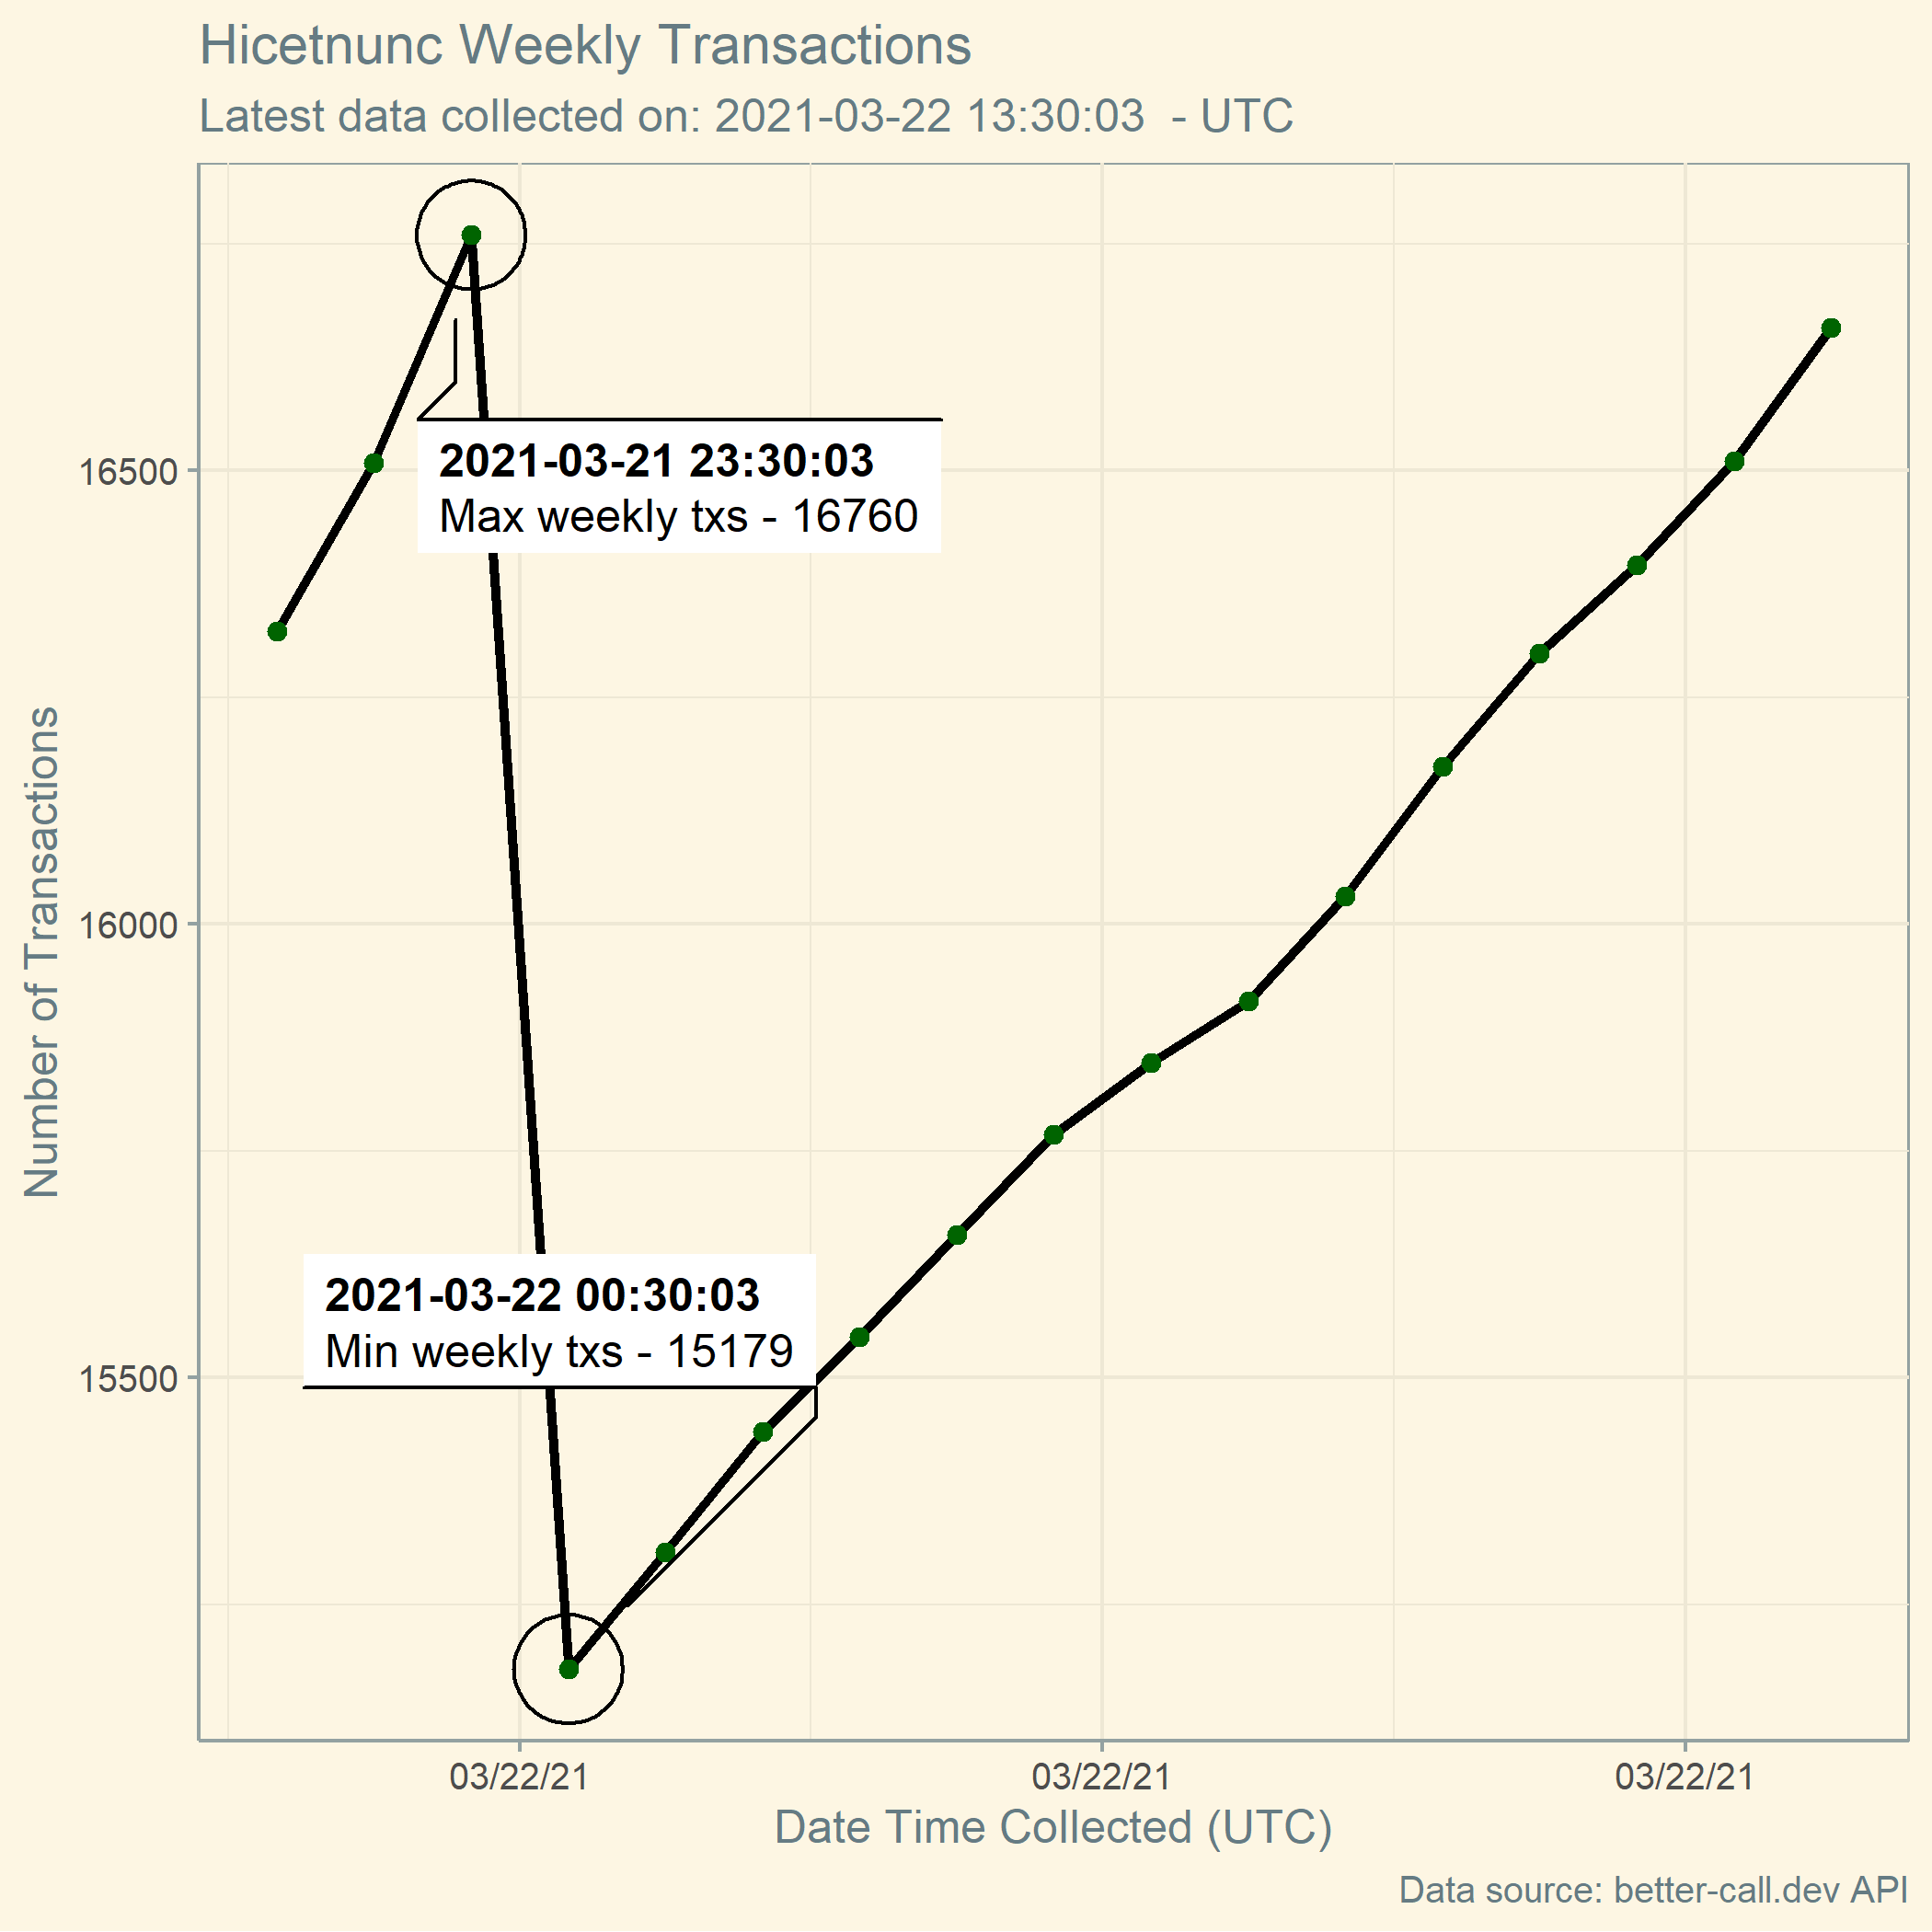 Hicetnunc Weekly Transactions
Latest data collected on: 2021-03-22 13:30:03  - UTC
Number of Transactions
16500
16000
15500
2021-03-21 23:30:03
Max weekly txs - 16760
2021-03-22 00:30:03
Min weekly txs - 15179
03/22/21
03/22/21
03/22/21
Date Time Collected (UTC)
Data source: better-call.dev API